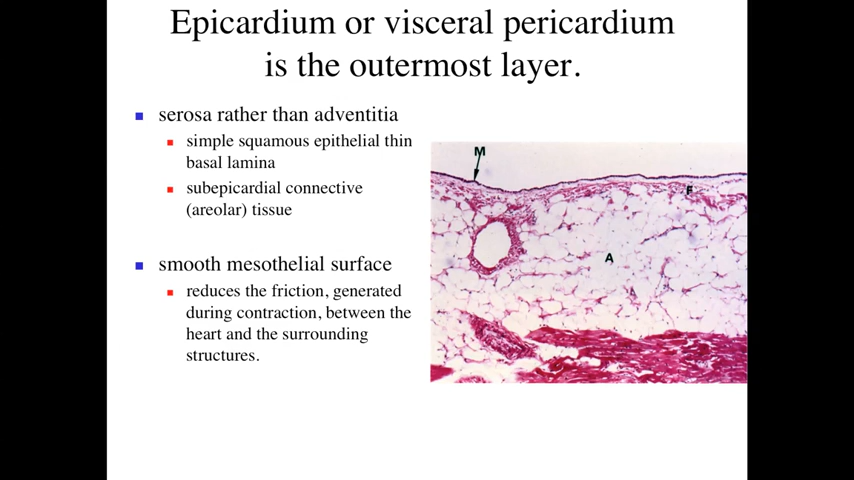 Epicardium or visceral pericardium
is the outermost layer.
serosa rather than adventitia
simple squamous epithelial thin
basal lamina
subepicardial connective
(areolar) tissue
smooth mesothelial surface
reduces the friction, generated
during contraction, between the
heart and the surrounding
structures.
M
F
A